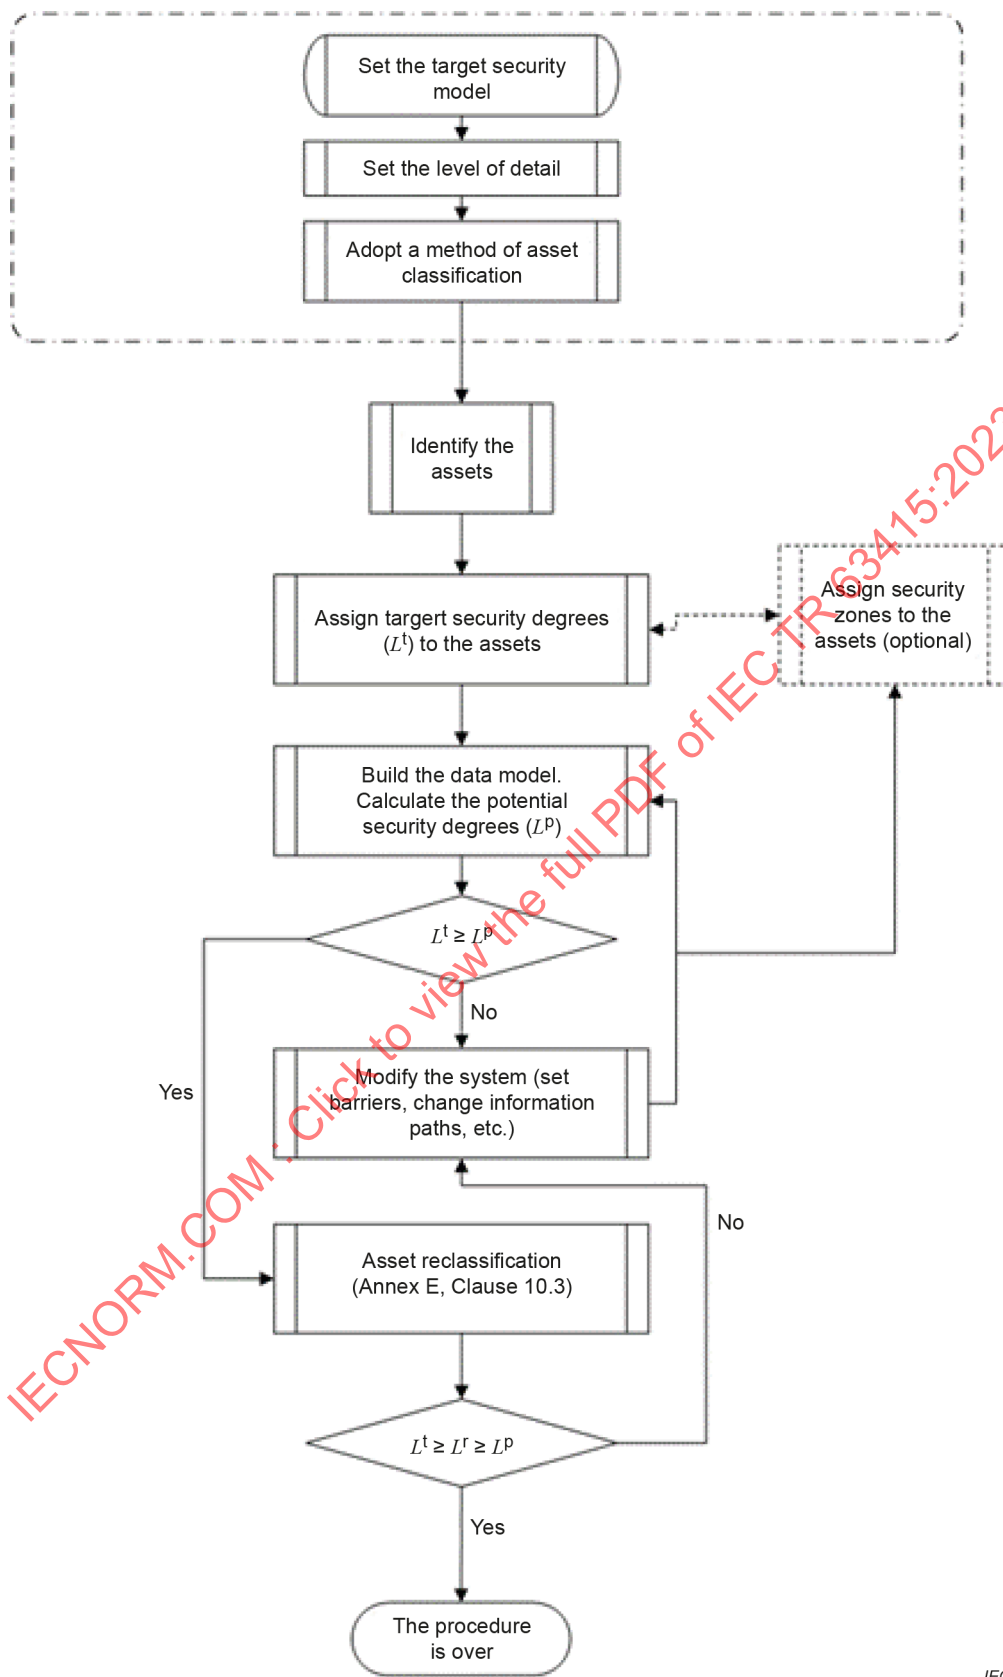 Set the target security
model
Set the level of detail
Adopt a method of asset
classification
Identify the
assets
Assign targert security degrees
(Lᵗ) to the assets
Assign security
zones to the
assets (optional)
Build the data model.
Calculate the potential
security degrees (Lᵖ)
Lᵗ ≥ Lᵖ
No
Yes
Modify the system (set
barriers, change information
paths, etc.)
No
Asset reclassification
(Annex E, Clause 10.3)
Lᵗ ≥ Lʳ ≥ Lᵖ
Yes
The procedure
is over
IECNORM.COM : Click to view the full PDF of IEC TR 63415:202